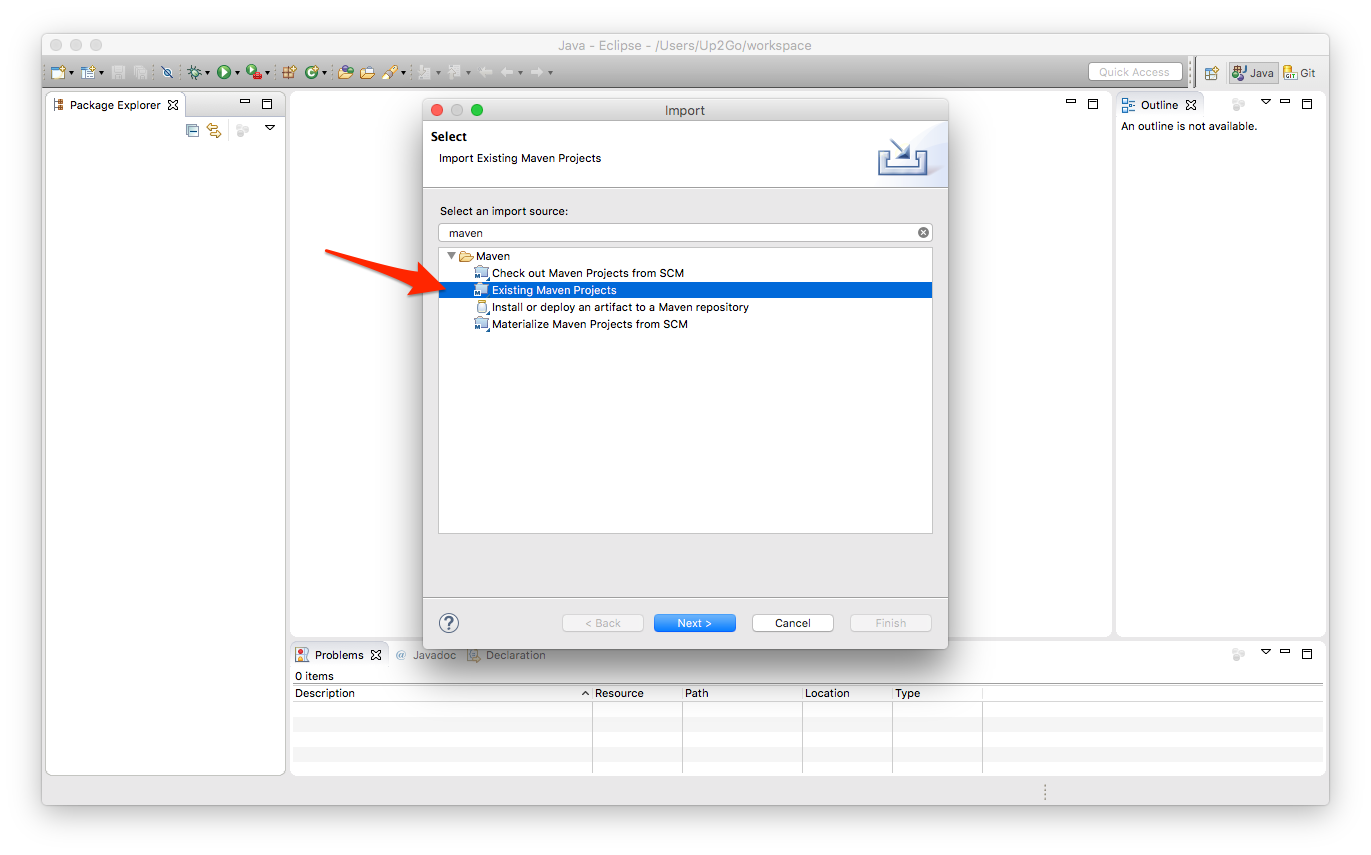 Java - Eclipse - /Users/Up2Go/workspace
Quick Access
Java
Git
Package Explorer
Import
Outline
An outline is not available.
Select
Import Existing Maven Projects
Select an import source:
maven
Maven
Check out Maven Projects from SCM
Existing Maven Projects
Install or deploy an artifact to a Maven repository
Materialize Maven Projects from SCM
? < Back Next > Cancel Finish
Problems @ Javadoc Declaration
0 items
Description Resource Path Location Type